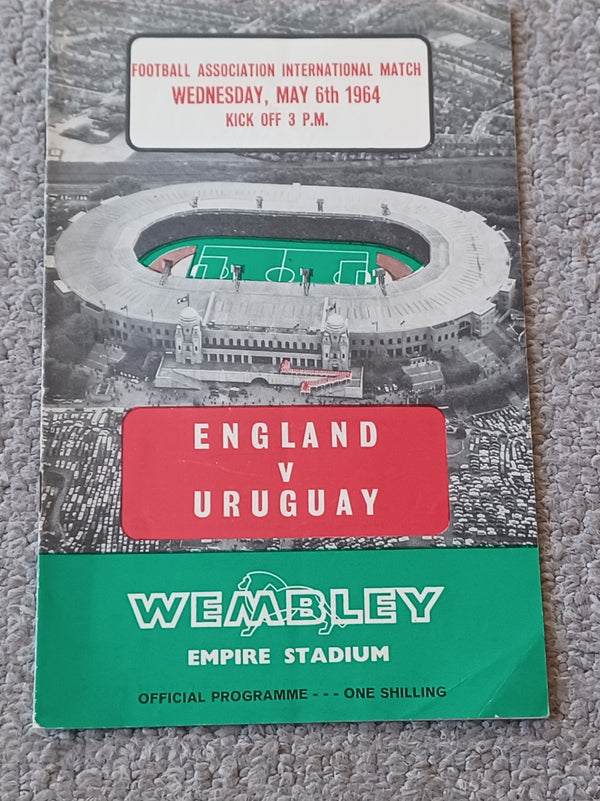 FOOTBALL ASSOCIATION INTERNATIONAL MATCH
WEDNESDAY, MAY 6th 1964
KICK OFF 3 P.M.
ENGLAND
V
URUGUAY
WEMBLEY
EMPIRE STADIUM
OFFICIAL PROGRAMME - - - ONE SHILLING